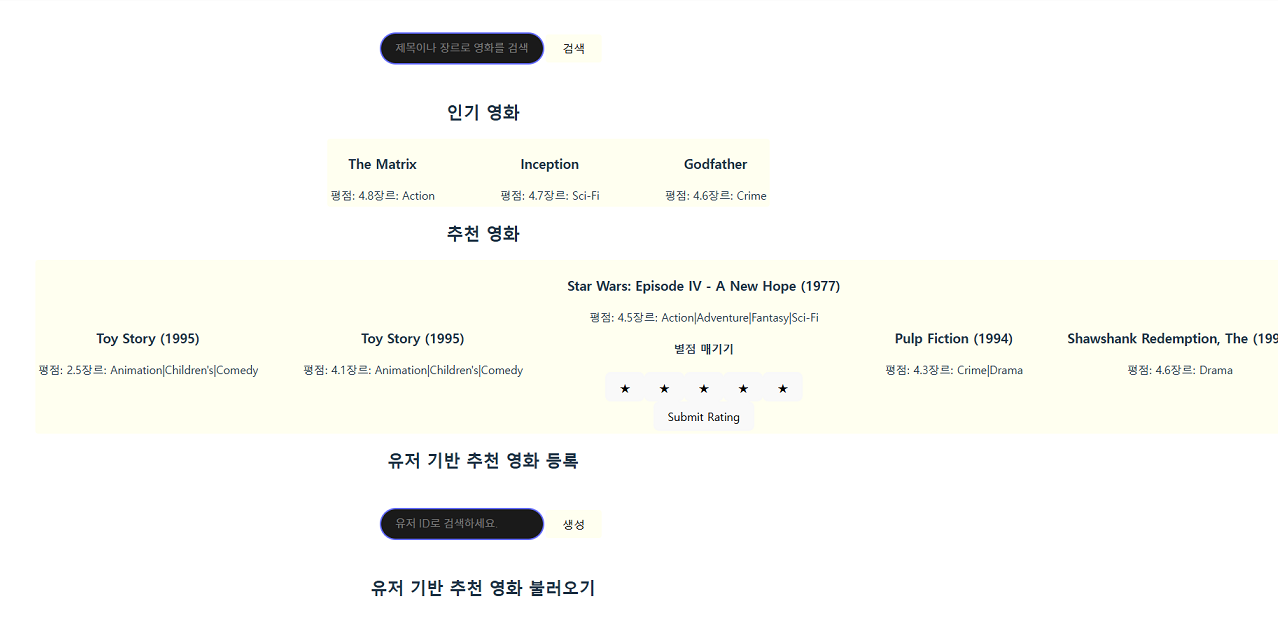 제목이나 장르로 영화를 검색 검색
인기 영화
The Matrix Inception Godfather
평점: 4.8장르: Action 평점: 4.7장르: Sci-Fi 평점: 4.6장르: Crime
추천 영화
Star Wars: Episode IV - A New Hope (1977)
평점: 4.5장르: Action|Adventure|Fantasy|Sci-Fi
Toy Story (1995) Toy Story (1995) 별점 매기기 Pulp Fiction (1994) Shawshank Redemption, The (199
평점: 2.5장르: Animation|Children's|Comedy 평점: 4.1장르: Animation|Children's|Comedy 평점: 4.3장르: Crime|Drama 평점: 4.6장르: Drama
★ ★ ★ ★ ★
Submit Rating
유저 기반 추천 영화 등록
유저 ID로 검색하세요. 생성
유저 기반 추천 영화 불러오기